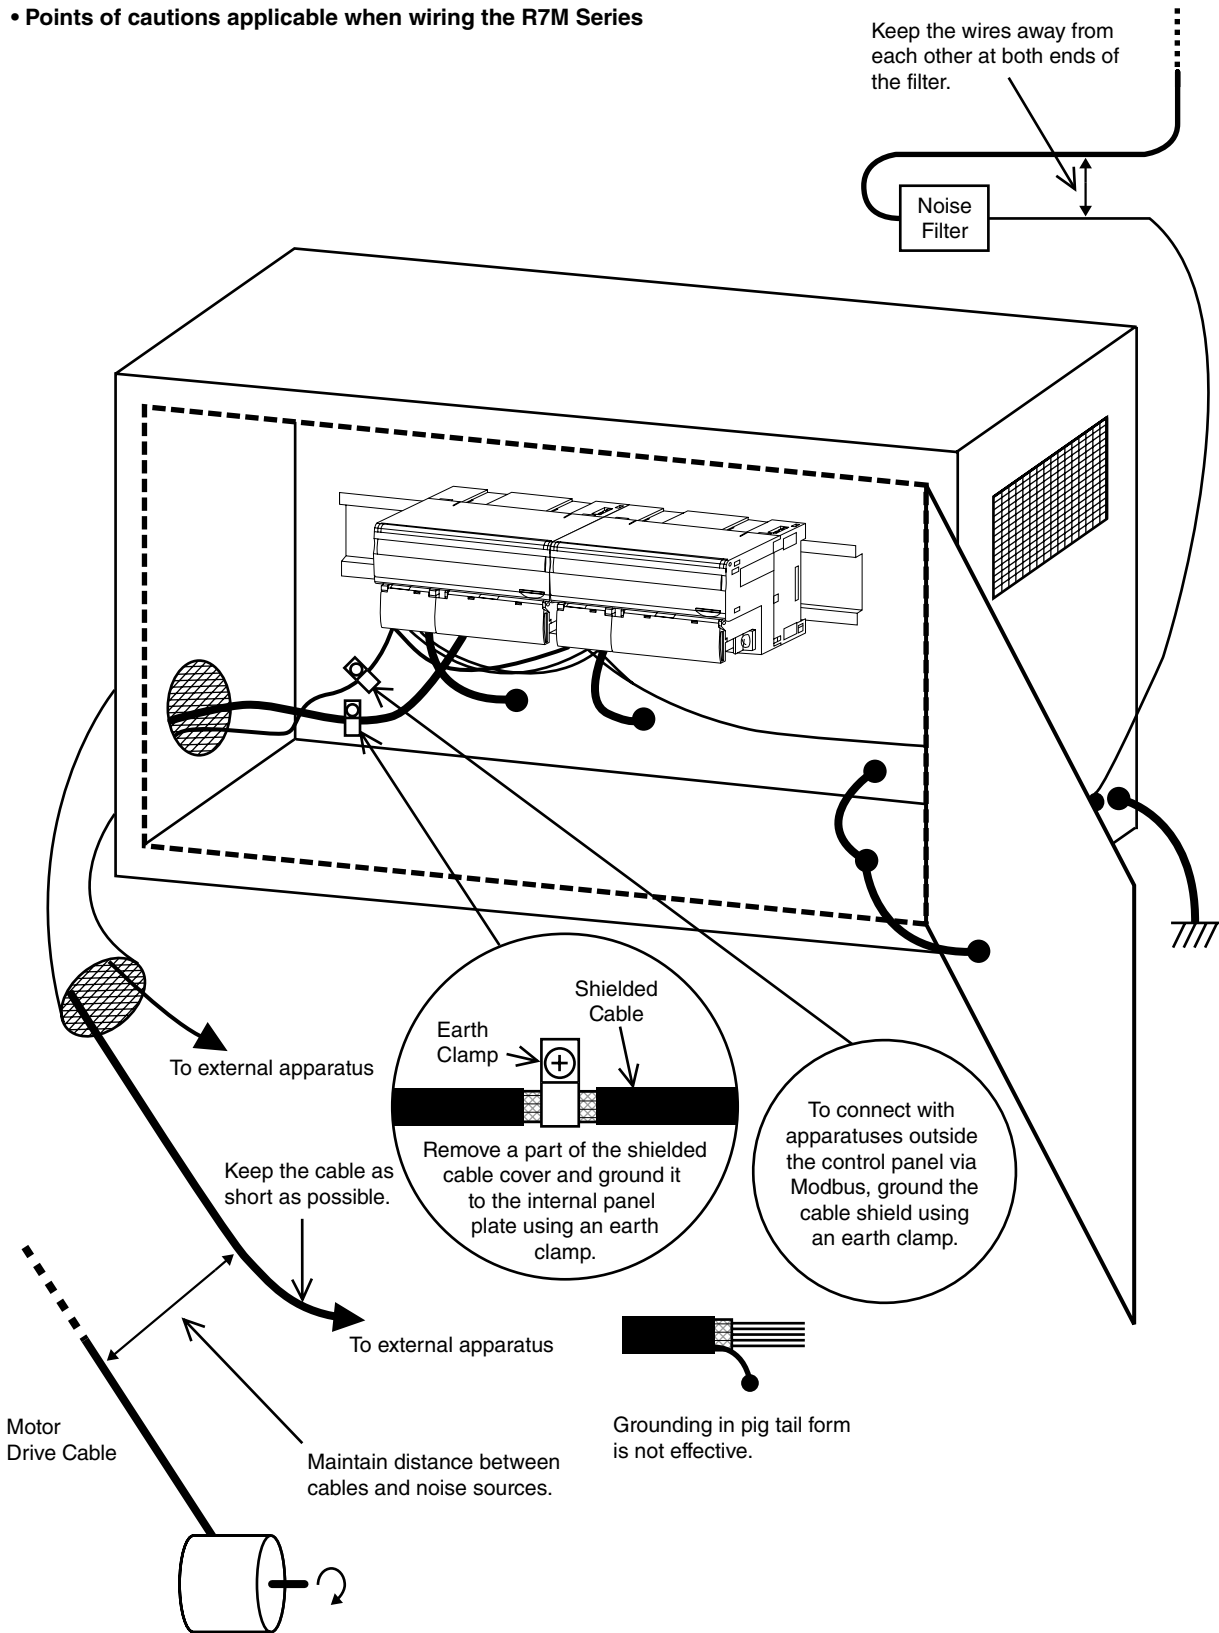 • Points of cautions applicable when wiring the R7M Series
Keep the wires away from
each other at both ends of
the filter.
Noise
Filter
Shielded
Cable
Earth
Clamp
To external apparatus
Remove a part of the shielded
cable cover and ground it
to the internal panel
plate using an earth
clamp.
To connect with
apparatuses outside
the control panel via
Modbus, ground the
cable shield using
an earth clamp.
Keep the cable as
short as possible.
To external apparatus
Motor
Drive Cable
Maintain distance between
cables and noise sources.
Grounding in pig tail form
is not effective.